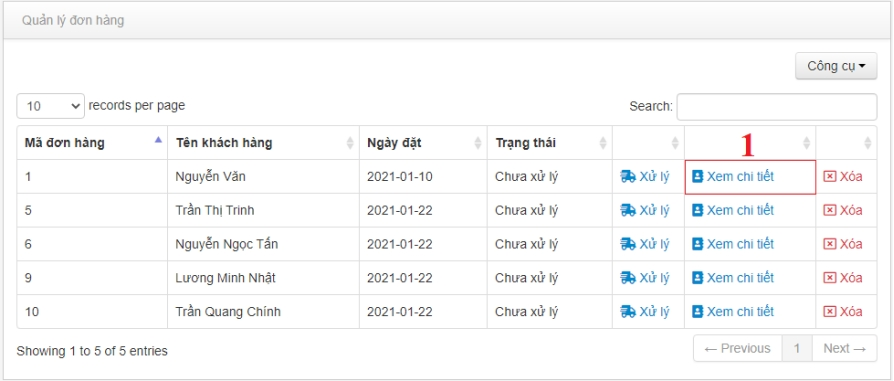 Quản lý đơn hàng
Công cụ
10 records per page Search:
Mã đơn hàng Tên khách hàng Ngày đặt Trạng thái 1
1 Nguyễn Văn 2021-01-10 Chưa xử lý Xử lý Xem chi tiết Xóa
5 Trần Thị Trinh 2021-01-22 Chưa xử lý Xử lý Xem chi tiết Xóa
6 Nguyễn Ngọc Tấn 2021-01-22 Chưa xử lý Xử lý Xem chi tiết Xóa
9 Lương Minh Nhật 2021-01-22 Chưa xử lý Xử lý Xem chi tiết Xóa
10 Trần Quang Chính 2021-01-22 Chưa xử lý Xử lý Xem chi tiết Xóa
Showing 1 to 5 of 5 entries ← Previous 1 Next →